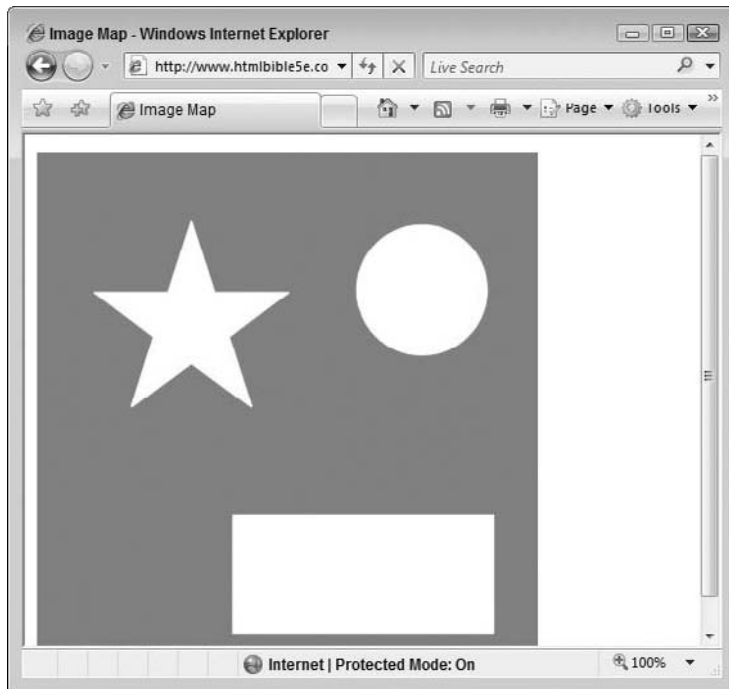 Image Map - Windows Internet Explorer
http://www.htmlbible5e.co
Live Search
Image Map
Page
Tools
Internet | Protected Mode: On
100%